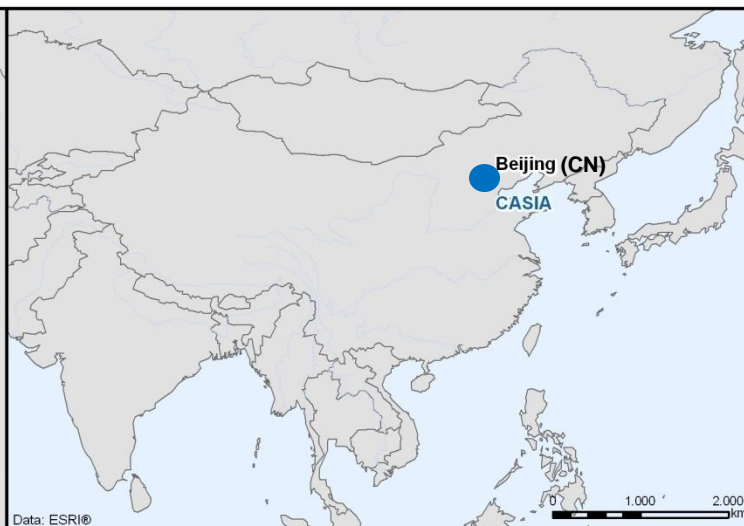 Beijing (CN)
CASIA
0 1.000 2.000
km
Data: ESRI®